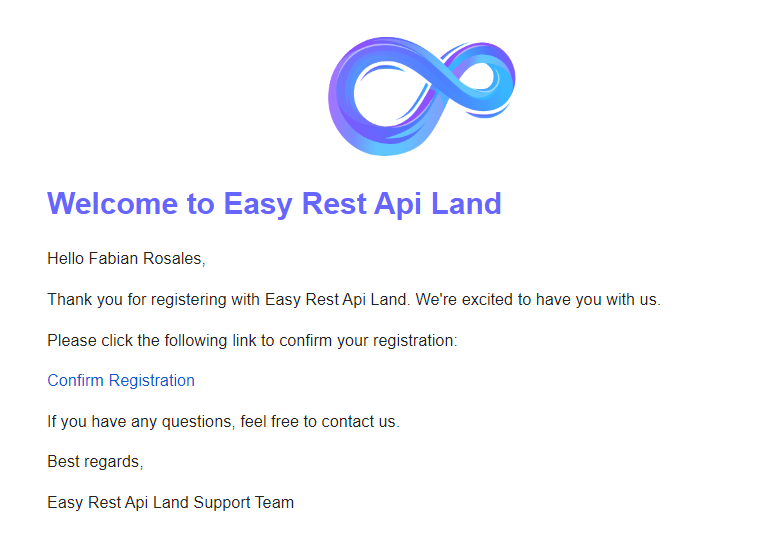 Welcome to Easy Rest Api Land
Hello Fabian Rosales,
Thank you for registering with Easy Rest Api Land. We're excited to have you with us.
Please click the following link to confirm your registration:
Confirm Registration
If you have any questions, feel free to contact us.
Best regards,
Easy Rest Api Land Support Team